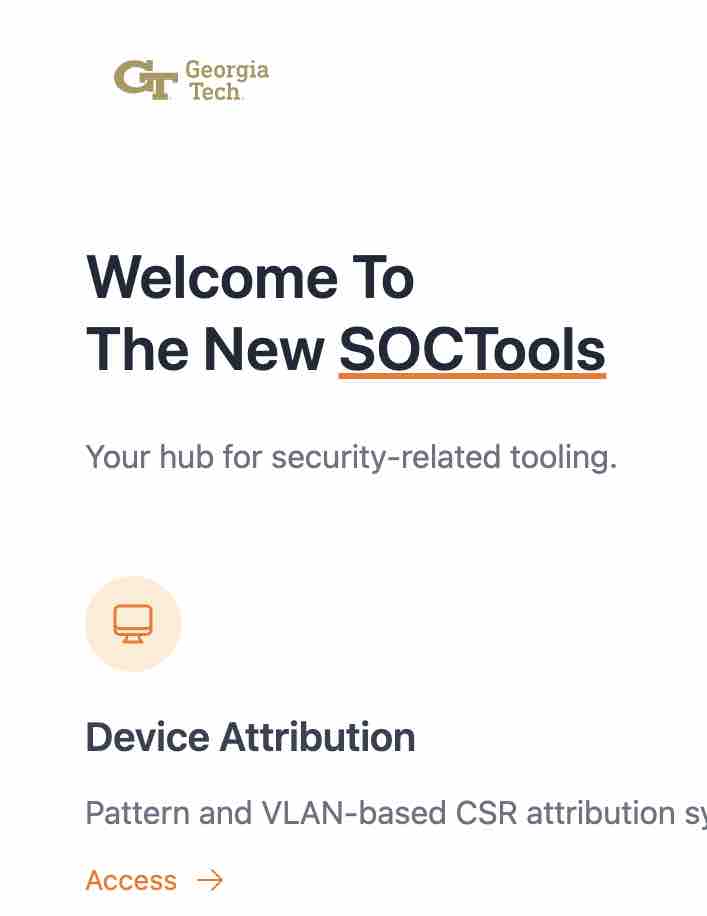 GT Georgia
Tech
Welcome To
The New SOCTools
Your hub for security-related tooling.
Device Attribution
Pattern and VLAN-based CSR attribution sy
Access →